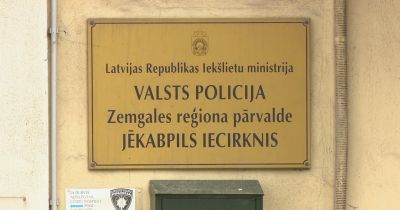 Latvijas Republikas Iekšlietu ministrija
VALSTS POLICIJA
Zemgales reģiona pārvalde
JĒKABPILS IECIRKNIS